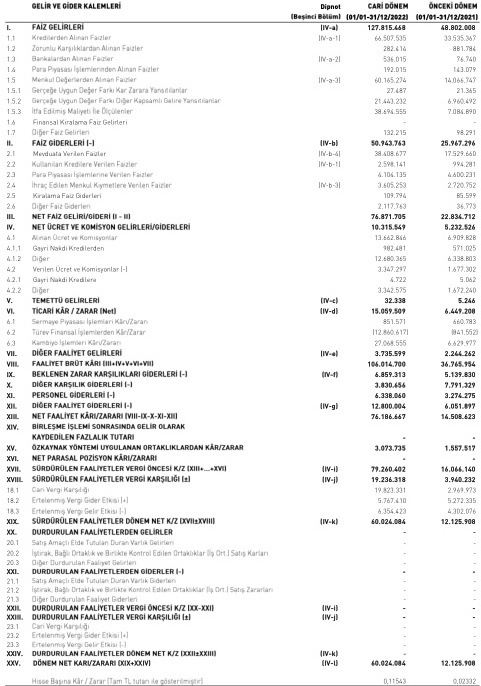 GELİR VE GİDER KALEMLERİ Dipnot CARİ DÖNEM ÖNCEKİ DÖNEM
(Beşinci Bölüm) (01/01-31/12/2022) (01/01-31/12/2021)
I. FAİZ GELİRLERİ (IV-a) 127.815.468 48.802.008
1.1 Kredilerden Alınan Faizler (IV-a-1) 66.507.535 33.535.367
1.2 Zorunlu Karşılıklardan Alınan Faizler 282.414 881.784
1.3 Bankalardan Alınan Faizler (IV-a-2) 536.015 76.740
1.4 Para Piyasası İşlemlerinden Alınan Faizler 192.015 143.079
1.5 Menkul Değerlerden Alınan Faizler (IV-a-3) 60.165.274 14.066.747
1.5.1 Gerçeğe Uygun Değer Farkı Kar Zarara Yansıtılanlar 27.487 21.365
1.5.2 Gerçeğe Uygun Değer Farkı Diğer Kapsamlı Gelire Yansıtılanlar 21.443.232 6.960.492
1.5.3 İtfa Edilmiş Maliyeti İle Ölçülenler 38.694.555 7.084.890
1.6 Finansal Kiralama Faiz Gelirleri - -
1.7 Diğer Faiz Gelirleri 132.215 98.291
II. FAİZ GİDERLERİ (-) (IV-b) 50.943.763 25.967.296
2.1 Mevduata Verilen Faizler (IV-b-4) 38.408.677 17.529.660
2.2 Kullanılan Kredilere Verilen Faizler (IV-b-1) 2.598.141 994.281
2.3 Para Piyasası İşlemlerine Verilen Faizler 4.104.135 4.600.231
2.4 İhraç Edilen Menkul Kıymetlere Verilen Faizler (IV-b-3) 3.605.253 2.720.752
2.5 Kiralama Faiz Giderleri 109.794 85.599
2.6 Diğer Faiz Giderleri 2.117.763 36.773
III. NET FAİZ GELİRİ/GİDERİ (I - II) 76.871.705 22.834.712
IV. NET ÜCRET VE KOMİSYON GELİRLERİ/GİDERLERİ 10.315.549 5.232.526
4.1 Alınan Ücret ve Komisyonlar 13.662.846 6.909.828
4.1.1 Gayri Nakdi Kredilerden 982.481 571.025
4.1.2 Diğer 12.680.365 6.338.803
4.2 Verilen Ücret ve Komisyonlar (-) 3.347.297 1.677.302
4.2.1 Gayri Nakdi Kredilere 4.722 5.062
4.2.2 Diğer 3.342.575 1.672.240
V. TEMETTÜ GELİRLERİ (IV-c) 32.338 5.246
VI. TİCARİ KÂR / ZARAR (Net) (IV-d) 15.059.509 6.449.208
6.1 Sermaye Piyasası İşlemleri Kârı/Zararı 851.571 660.783
6.2 Türev Finansal İşlemlerden Kâr/Zarar (12.860.617) (841.552)
6.3 Kambiyo İşlemleri Kârı/Zararı 27.068.555 6.629.977
VII. DİĞER FAALİYET GELİRLERİ (IV-e) 3.735.599 2.244.262
VIII. FAALİYET BRÜT KÂRI (III+IV+V+VI+VII) 106.014.700 36.765.954
IX. BEKLENEN ZARAR KARŞILIKLARI GİDERLERİ (-) (IV-f) 6.859.313 5.139.830
X. DİĞER KARŞILIK GİDERLERİ (-) 3.830.656 7.791.329
XI. PERSONEL GİDERLERİ (-) 6.338.060 3.274.275
XII. DİĞER FAALİYET GİDERLERİ (-) (IV-g) 12.800.004 6.051.897
XIII. NET FAALİYET KÂRI/ZARARI (VIII-IX-X-XI-XII) 76.186.667 14.508.623
XIV. BİRLEŞME İŞLEMİ SONRASINDA GELİR OLARAK
KAYDEDİLEN FAZLALIK TUTARI - -
XV. ÖZKAYNAK YÖNTEMİ UYGULANAN ORTAKLIKLARDAN KÂR/ZARAR 3.073.735 1.557.517
XVI. NET PARASAL POZİSYON KÂRI/ZARARI - -
XVII. SÜRDÜRÜLEN FAALİYETLER VERGİ ÖNCESİ K/Z (XIII+...+XVI) (IV-i) 79.260.402 16.066.140
XVIII. SÜRDÜRÜLEN FAALİYETLER VERGİ KARŞILIĞI (±) (IV-j) 19.236.318 3.940.232
18.1 Cari Vergi Karşılığı 19.823.331 2.969.973
18.2 Ertelenmiş Vergi Gider Etkisi (+) 5.767.410 5.272.335
18.3 Ertelenmiş Vergi Gelir Etkisi (-) 6.354.423 4.302.076
XIX. SÜRDÜRÜLEN FAALİYETLER DÖNEM NET K/Z (XVII±XVIII) (IV-k) 60.024.084 12.125.908
XX. DURDURULAN FAALİYETLERDEN GELİRLER - -
20.1 Satış Amaçlı Elde Tutulan Duran Varlık Gelirleri - -
20.2 İştirak, Bağlı Ortaklık ve Birlikte Kontrol Edilen Ortaklıklar (İş Ort.) Satış Karları - -
20.3 Diğer Durdurulan Faaliyet Gelirleri - -
XXI. DURDURULAN FAALİYETLERDEN GİDERLER (-) - -
21.1 Satış Amaçlı Elde Tutulan Duran Varlık Giderleri - -
21.2 İştirak, Bağlı Ortaklık ve Birlikte Kontrol Edilen Ortaklıklar (İş Ort.) Satış Zararları - -
21.3 Diğer Durdurulan Faaliyet Giderleri - -
XXII. DURDURULAN FAALİYETLER VERGİ ÖNCESİ K/Z (XX-XXI) (IV-i) - -
XXIII. DURDURULAN FAALİYETLER VERGİ KARŞILIĞI (±) (IV-j) - -
23.1 Cari Vergi Karşılığı - -
23.2 Ertelenmiş Vergi Gider Etkisi (+) - -
23.3 Ertelenmiş Vergi Gelir Etkisi (-) - -
XXIV. DURDURULAN FAALİYETLER DÖNEM NET K/Z (XXII±XXIII) (IV-k) - -
XXV. DÖNEM NET KARI/ZARARI (XIX+XXIV) (IV-l) 60.024.084 12.125.908
Hisse Başına Kâr / Zarar (Tam TL tutarı ile gösterilmiştir) 0,11543 0,02332